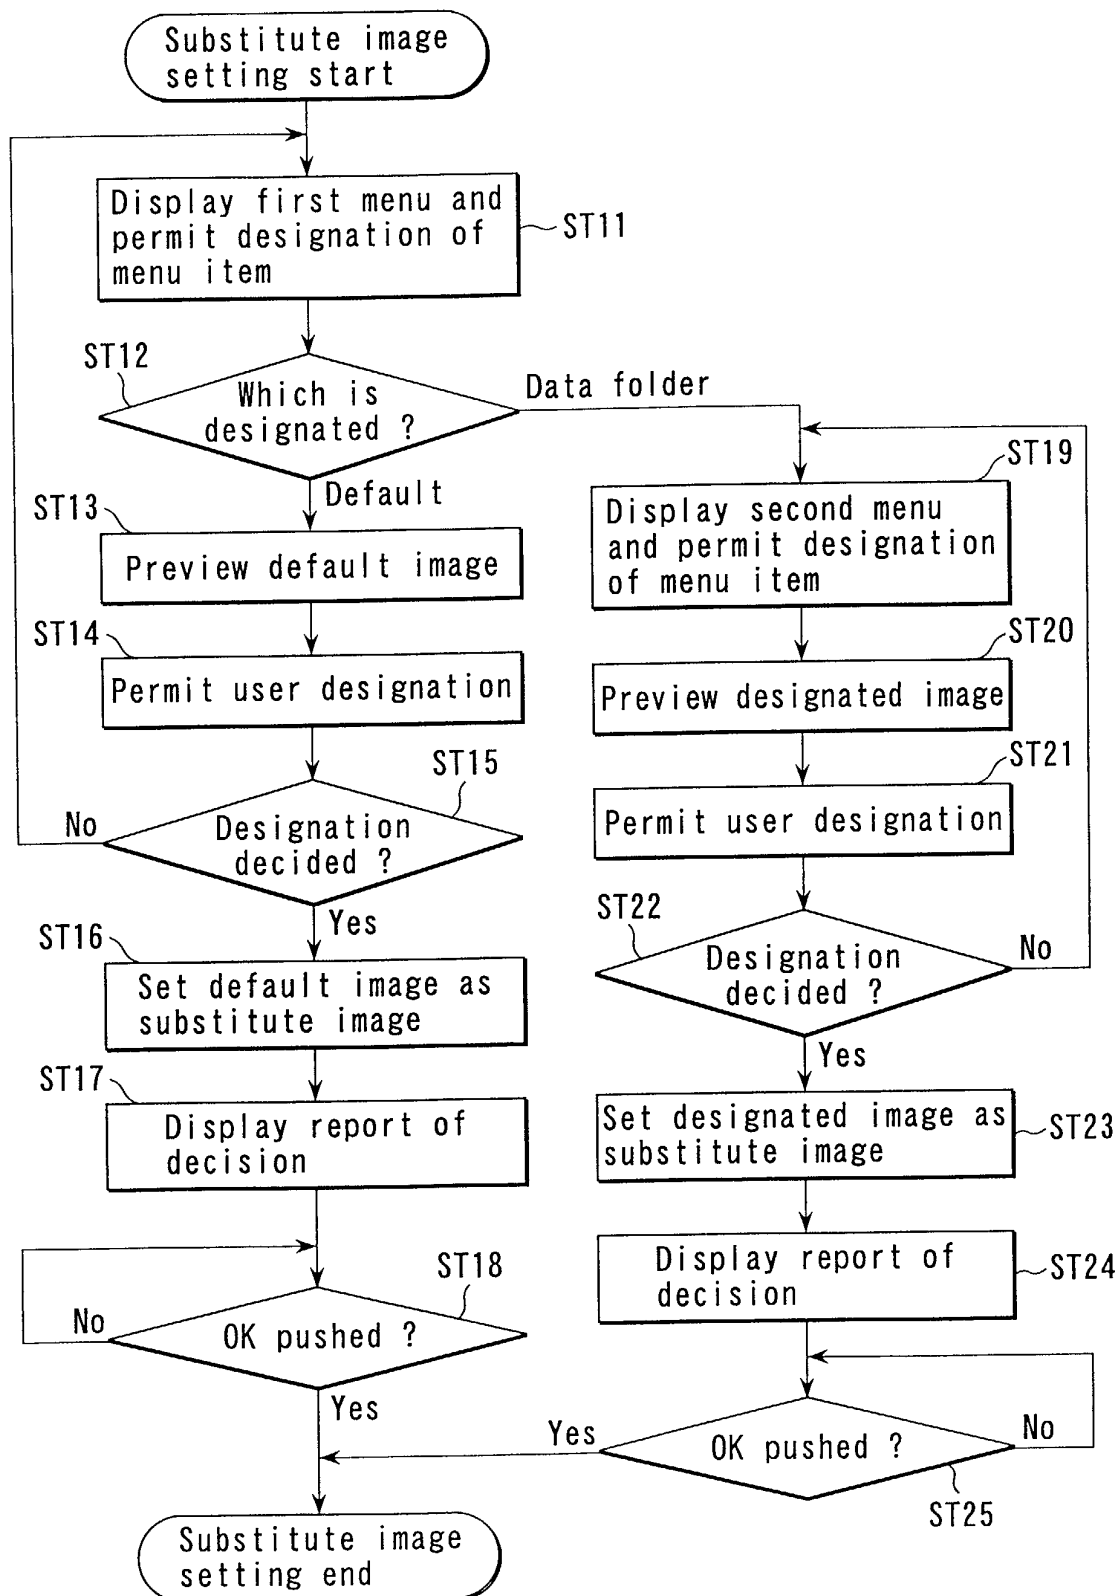 Substitute image
setting start
Display first menu and
permit designation of
menu item
ST11
ST12
Which is
designated ?
Data folder
Default
ST13
Preview default image
ST14
Permit user designation
ST15
Designation
decided ?
No
Yes
ST16
Set default image as
substitute image
ST17
Display report of
decision
ST18
OK pushed ?
No
Yes
ST19
Display second menu
and permit designation
of menu item
ST20
Preview designated image
ST21
Permit user designation
ST22
Designation
decided ?
No
Yes
Set designated image as
substitute image
ST23
Display report of
decision
ST24
OK pushed ?
Yes
No
ST25
Substitute image
setting end